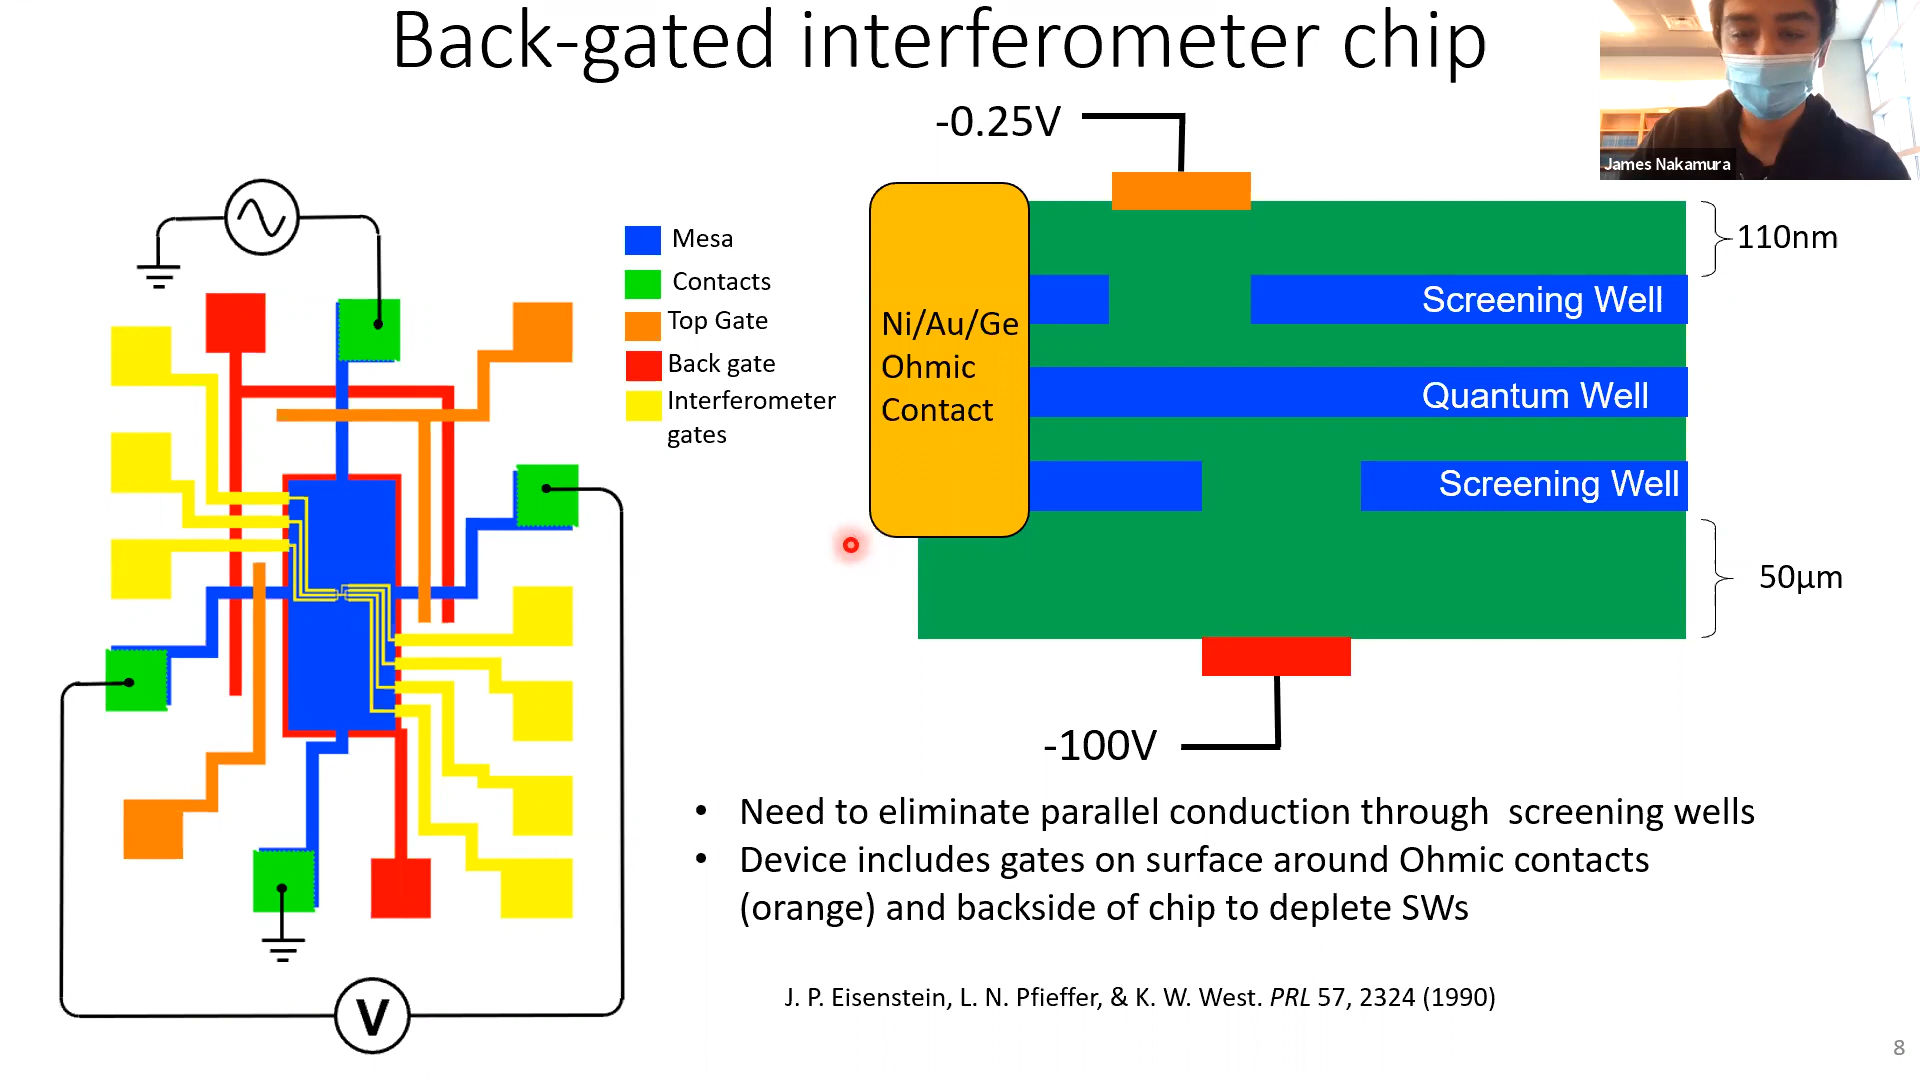 Back-gated interferometer chip
James Nakamura
-0.25V
Mesa
Contacts
Top Gate
Back gate
Interferometer
gates
Ni/Au/Ge
Ohmic
Contact
Screening Well
Quantum Well
Screening Well
110nm
50µm
-100V
V
• Need to eliminate parallel conduction through  screening wells
• Device includes gates on surface around Ohmic contacts
(orange) and backside of chip to deplete SWs
J. P. Eisenstein, L. N. Pfieffer, & K. W. West. PRL 57, 2324 (1990)
8